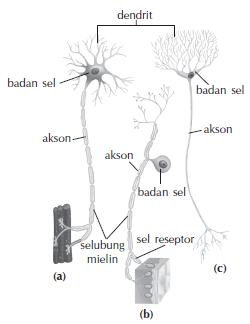 dendrit
badan sel
badan sel
akson
akson
akson
badan sel
selubung
mielin
sel reseptor
(a)
(b)
(c)